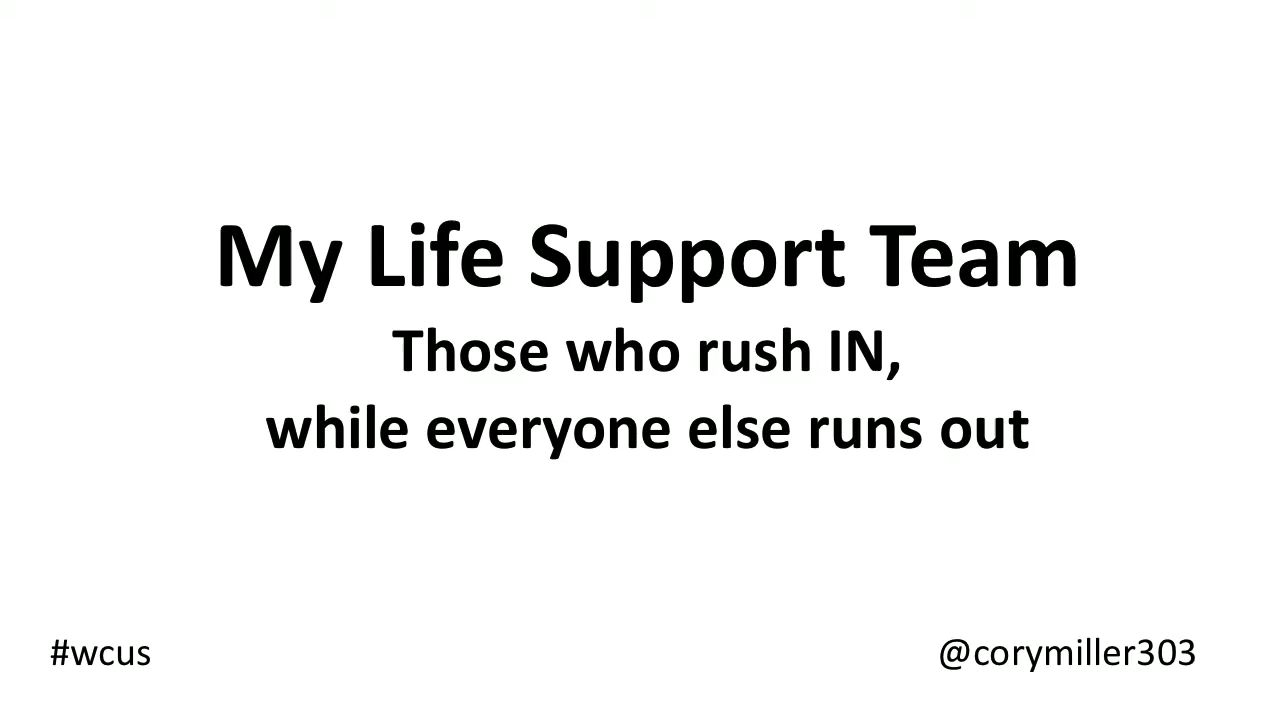 My Life Support Team
Those who rush IN,
while everyone else runs out
#wcus
@corymiller303